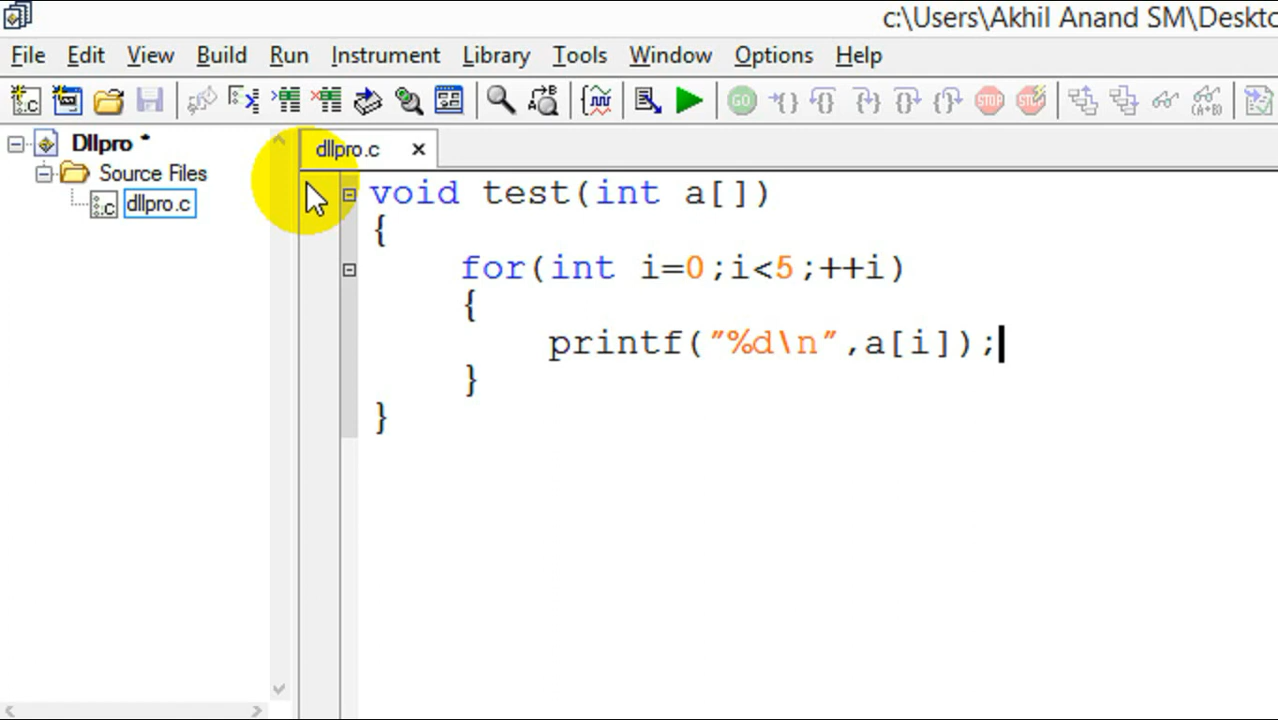 c:\Users\Akhil Anand SM\Deskto
File Edit View Build Run Instrument Library Tools Window Options Help
Dllpro *
Source Files
dllpro.c
dllpro.c
void test(int a[])
{
for(int i=0;i<5;++i)
{
printf("%d\n",a[i]);
}
}